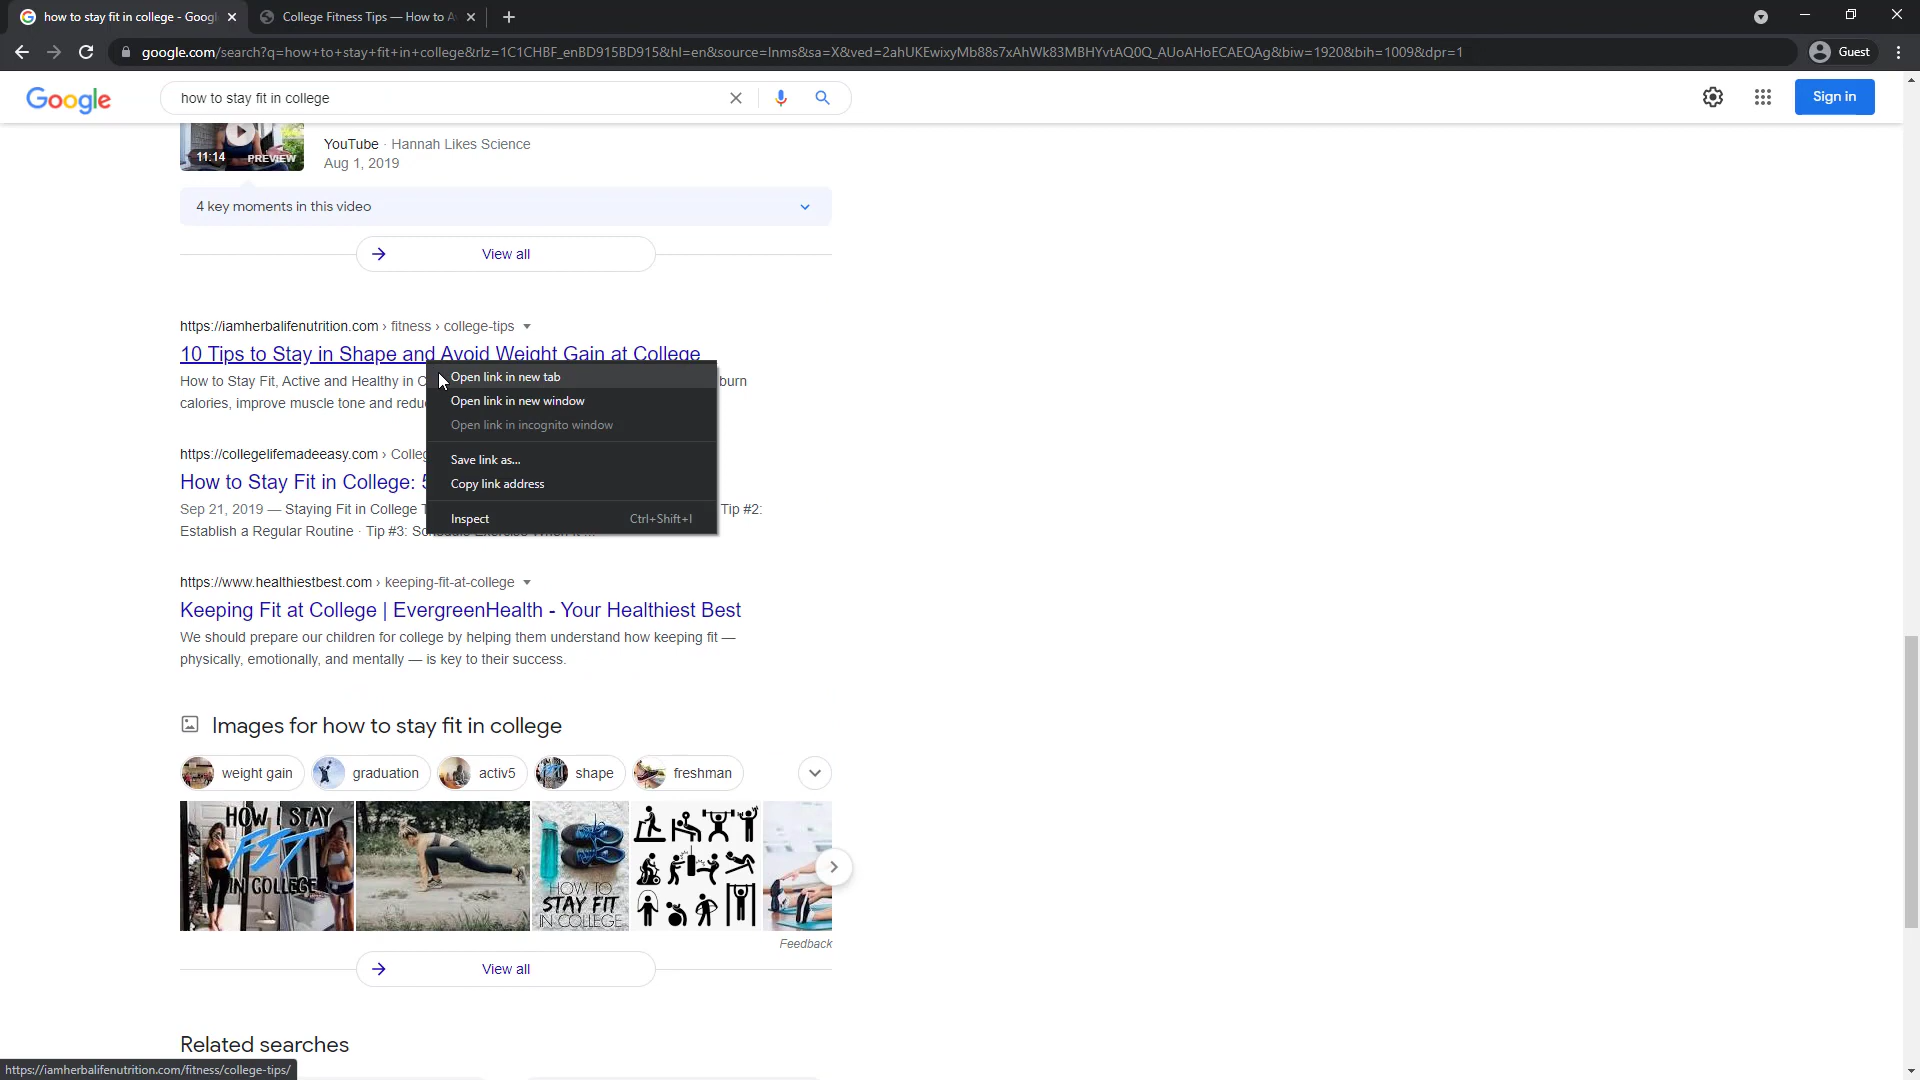 how to stay fit in college - Googl
College Fitness Tips — How to A
google.com/search?q=how+to+stay+fit+in+college&rlz=1C1CHBF_enBD915BD915&hl=en&source=lnms&sa=X&ved=2ahUKEwixyMb88s7xAhWk83MBHYvtAQ0Q_AUoAHoECAEQAg&biw=1920&bih=1009&dpr=1
Guest
Google
how to stay fit in college
Sign in
11:14 PREVIEW
YouTube · Hannah Likes Science
Aug 1, 2019
4 key moments in this video
View all
https://iamherbalifenutrition.com › fitness › college-tips
10 Tips to Stay in Shape and Avoid Weight Gain at College
How to Stay Fit, Active and Healthy in C burn
calories, improve muscle tone and redu
Open link in new tab
Open link in new window
Open link in incognito window
Save link as...
Copy link address
Inspect Ctrl+Shift+I
https://collegelifemadeeasy.com › Colleg
How to Stay Fit in College: 5
Sep 21, 2019 — Staying Fit in College T Tip #2:
Establish a Regular Routine · Tip #3: Schedule Exercise When It ...
https://www.healthiestbest.com › keeping-fit-at-college
Keeping Fit at College | EvergreenHealth - Your Healthiest Best
We should prepare our children for college by helping them understand how keeping fit —
physically, emotionally, and mentally — is key to their success.
Images for how to stay fit in college
weight gain
graduation
activ5
shape
freshman
HOW I STAY
FIT
IN COLLEGE
HOW TO
STAY FIT
IN COLLEGE
Feedback
View all
Related searches
https://iamherbalifenutrition.com/fitness/college-tips/